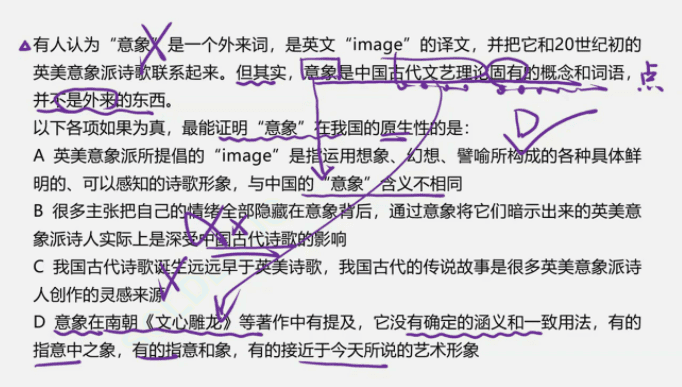 有人认为“意象”是一个外来词，是英文“image”的译文，并把它和20世纪初的
英美意象派诗歌联系起来。但其实，意象是中国古代文艺理论固有的概念和词语，
点
并不是外来的东西。
以下各项如果为真，最能证明“意象”在我国的原生性的是：
D
A 英美意象派所提倡的“image”是指运用想象、幻想、譬喻所构成的各种具体鲜
明的、可以感知的诗歌形象，与中国的“意象”含义不相同
B 很多主张把自己的情绪全部隐藏在意象背后，通过意象将它们暗示出来的英美意
象派诗人实际上是深受中国古代诗歌的影响
C 我国古代诗歌诞生远远早于英美诗歌，我国古代的传说故事是很多英美意象派诗
人创作的灵感来源
D 意象在南朝《文心雕龙》等著作中有提及，它没有确定的涵义和一致用法，有的
指意中之象，有的指意和象，有的接近于今天所说的艺术形象